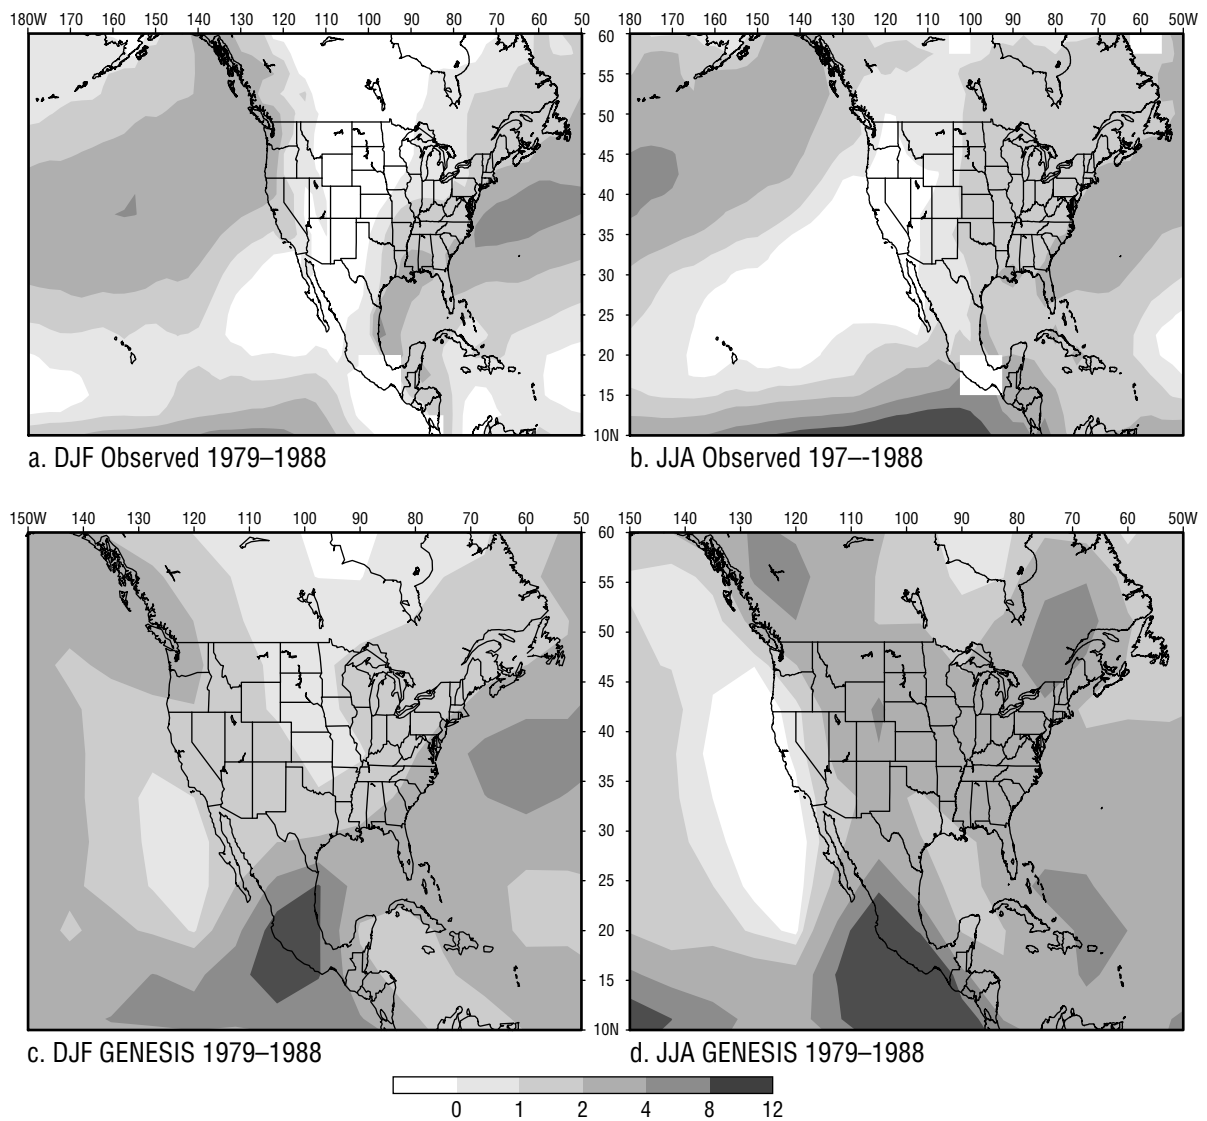 180W 170 160 150 140 130 120 110 100 90 80 70 60 50
180 170 160 150 140 130 120 110 100 90 80 70 60 50W
60
55
50
45
40
35
30
25
20
15
10N
a. DJF Observed 1979–1988
b. JJA Observed 197–-1988
150W 140 130 120 110 100 90 80 70 60 50
150 140 130 120 110 100 90 80 70 60 50W
60
55
50
45
40
35
30
25
20
15
10N
c. DJF GENESIS 1979–1988
d. JJA GENESIS 1979–1988
0 1 2 4 8 12